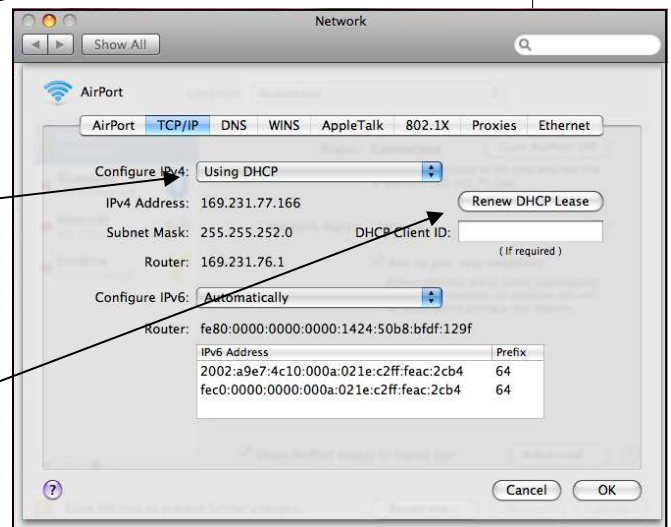 Network
Show All
AirPort
AirPort TCP/IP DNS WINS AppleTalk 802.1X Proxies Ethernet
Configure IPv4: Using DHCP
IPv4 Address: 169.231.77.166 Renew DHCP Lease
Subnet Mask: 255.255.252.0 DHCP Client ID:
( If required )
Router: 169.231.76.1
Configure IPv6: Automatically
Router: fe80:0000:0000:0000:1424:50b8:bfdf:129f
IPv6 Address Prefix
2002:a9e7:4c10:000a:021e:c2ff:feac:2cb4 64
fec0:0000:0000:000a:021e:c2ff:feac:2cb4 64
? Cancel OK